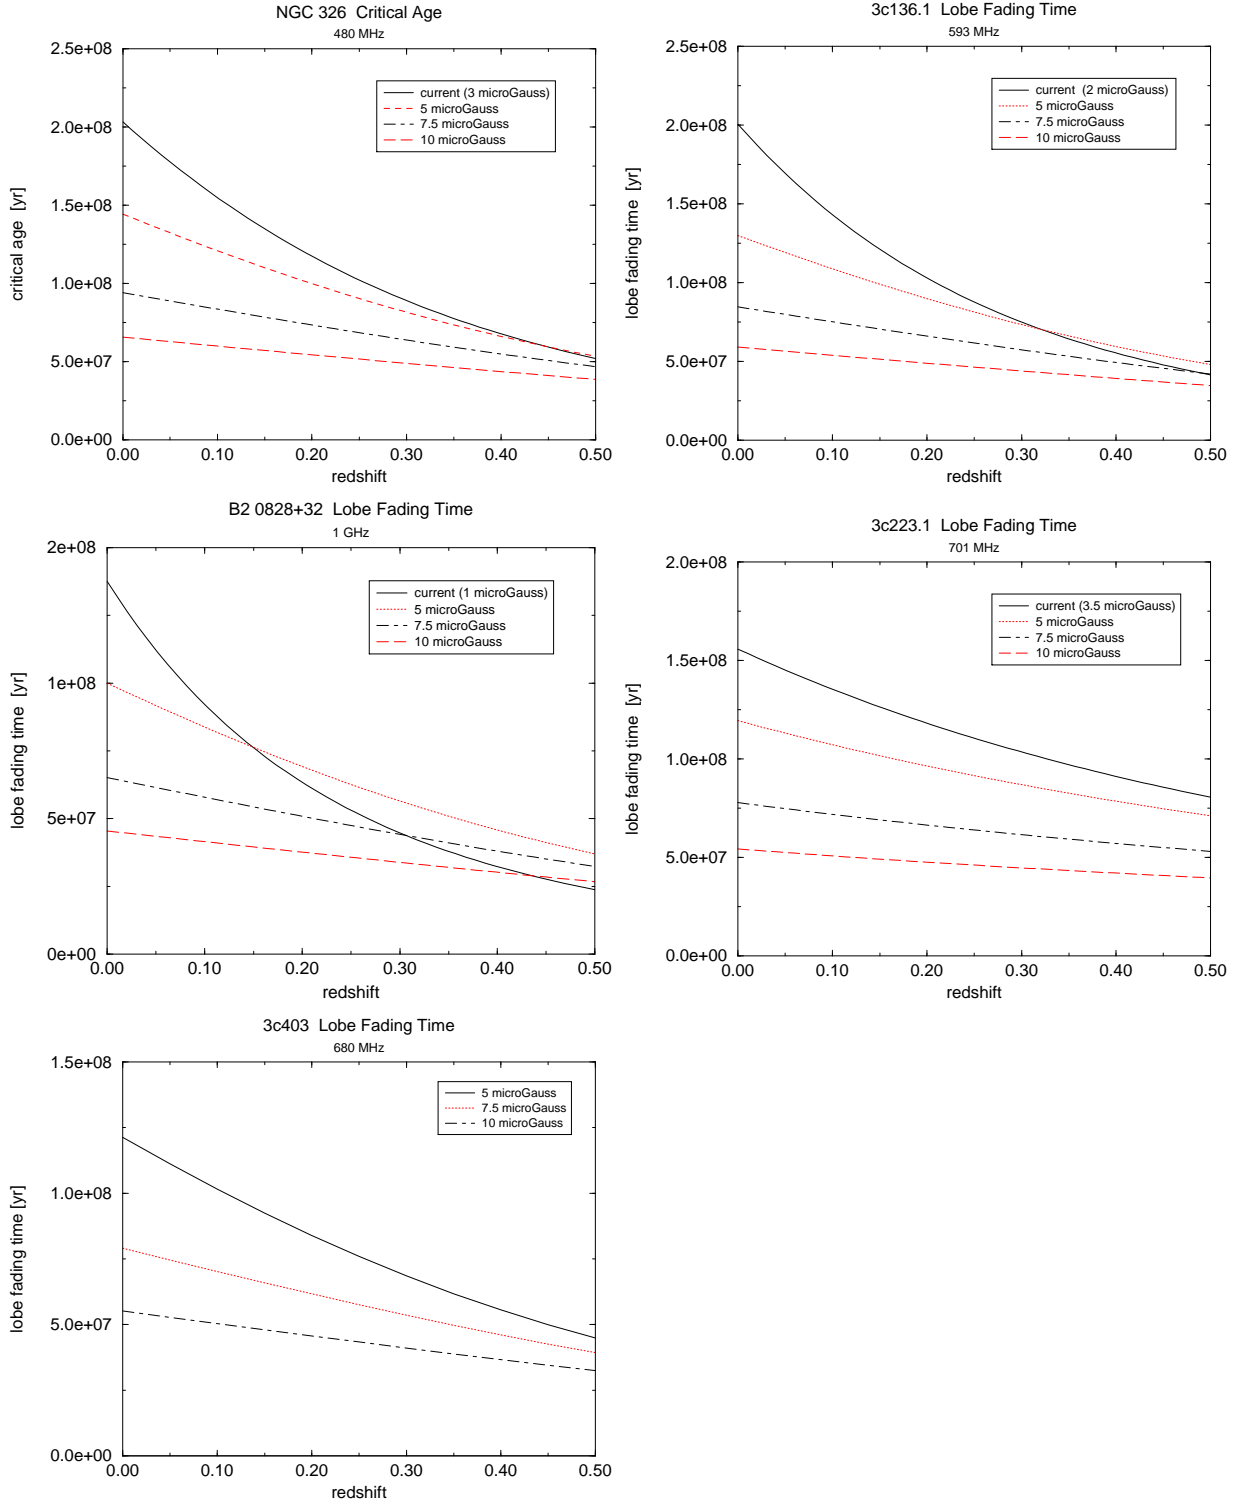 NGC 326  Critical Age
480 MHz
2.5e+08
2.0e+08
1.5e+08
1.0e+08
5.0e+07
0.0e+00
critical age  [yr]
current (3 microGauss)
5 microGauss
7.5 microGauss
10 microGauss
0.00 0.10 0.20 0.30 0.40 0.50
redshift
3c136.1  Lobe Fading Time
593 MHz
2.5e+08
2.0e+08
1.5e+08
1.0e+08
5.0e+07
0.0e+00
lobe fading time  [yr]
current  (2 microGauss)
5 microGauss
7.5 microGauss
10 microGauss
0.00 0.10 0.20 0.30 0.40 0.50
redshift
B2 0828+32  Lobe Fading Time
1 GHz
2e+08
1e+08
5e+07
0e+00
lobe fading time  [yr]
current (1 microGauss)
5 microGauss
7.5 microGauss
10 microGauss
0.00 0.10 0.20 0.30 0.40 0.50
redshift
3c223.1  Lobe Fading Time
701 MHz
2.0e+08
1.5e+08
1.0e+08
5.0e+07
0.0e+00
lobe fading time  [yr]
current (3.5 microGauss)
5 microGauss
7.5 microGauss
10 microGauss
0.00 0.10 0.20 0.30 0.40 0.50
redshift
3c403  Lobe Fading Time
680 MHz
1.5e+08
1.0e+08
5.0e+07
0.0e+00
lobe fading time [yr]
5 microGauss
7.5 microGauss
10 microGauss
0.00 0.10 0.20 0.30 0.40 0.50
redshift